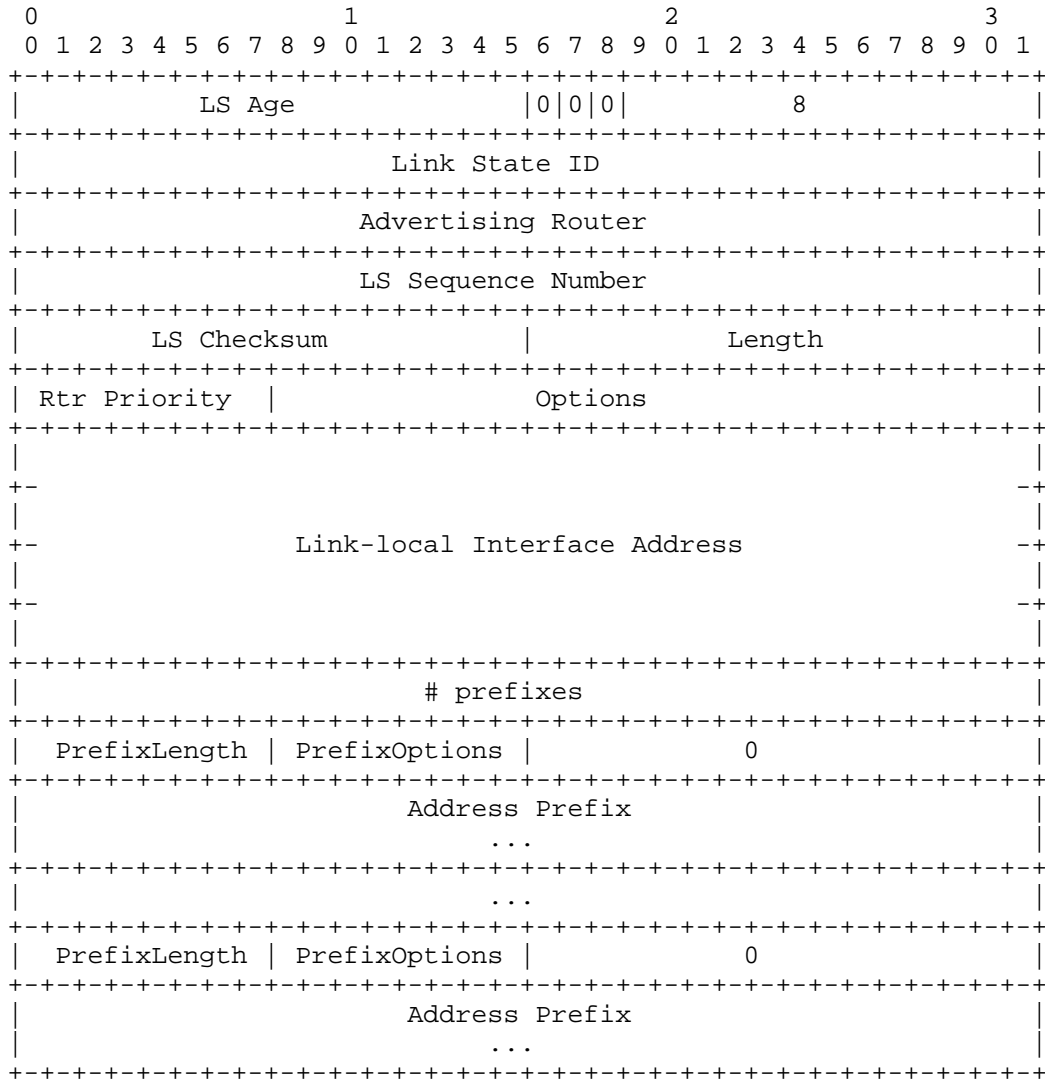 0                   1                   2                   3
 0 1 2 3 4 5 6 7 8 9 0 1 2 3 4 5 6 7 8 9 0 1 2 3 4 5 6 7 8 9 0 1
+-+-+-+-+-+-+-+-+-+-+-+-+-+-+-+-+-+-+-+-+-+-+-+-+-+-+-+-+-+-+-+-+
|           LS Age              |0|0|0|          8              |
+-+-+-+-+-+-+-+-+-+-+-+-+-+-+-+-+-+-+-+-+-+-+-+-+-+-+-+-+-+-+-+-+
|                       Link State ID                           |
+-+-+-+-+-+-+-+-+-+-+-+-+-+-+-+-+-+-+-+-+-+-+-+-+-+-+-+-+-+-+-+-+
|                     Advertising Router                        |
+-+-+-+-+-+-+-+-+-+-+-+-+-+-+-+-+-+-+-+-+-+-+-+-+-+-+-+-+-+-+-+-+
|                     LS Sequence Number                        |
+-+-+-+-+-+-+-+-+-+-+-+-+-+-+-+-+-+-+-+-+-+-+-+-+-+-+-+-+-+-+-+-+
|        LS Checksum            |            Length             |
+-+-+-+-+-+-+-+-+-+-+-+-+-+-+-+-+-+-+-+-+-+-+-+-+-+-+-+-+-+-+-+-+
| Rtr Priority  |                Options                        |
+-+-+-+-+-+-+-+-+-+-+-+-+-+-+-+-+-+-+-+-+-+-+-+-+-+-+-+-+-+-+-+-+
|                                                               |
+-                                                             -+
|                                                               |
+-                Link-local Interface Address                 -+
|                                                               |
+-                                                             -+
|                                                               |
+-+-+-+-+-+-+-+-+-+-+-+-+-+-+-+-+-+-+-+-+-+-+-+-+-+-+-+-+-+-+-+-+
|                         # prefixes                            |
+-+-+-+-+-+-+-+-+-+-+-+-+-+-+-+-+-+-+-+-+-+-+-+-+-+-+-+-+-+-+-+-+
|  PrefixLength | PrefixOptions |             0                 |
+-+-+-+-+-+-+-+-+-+-+-+-+-+-+-+-+-+-+-+-+-+-+-+-+-+-+-+-+-+-+-+-+
|                        Address Prefix                         |
|                             ...                               |
+-+-+-+-+-+-+-+-+-+-+-+-+-+-+-+-+-+-+-+-+-+-+-+-+-+-+-+-+-+-+-+-+
|                             ...                               |
+-+-+-+-+-+-+-+-+-+-+-+-+-+-+-+-+-+-+-+-+-+-+-+-+-+-+-+-+-+-+-+-+
|  PrefixLength | PrefixOptions |             0                 |
+-+-+-+-+-+-+-+-+-+-+-+-+-+-+-+-+-+-+-+-+-+-+-+-+-+-+-+-+-+-+-+-+
|                        Address Prefix                         |
|                             ...                               |
+-+-+-+-+-+-+-+-+-+-+-+-+-+-+-+-+-+-+-+-+-+-+-+-+-+-+-+-+-+-+-+-+